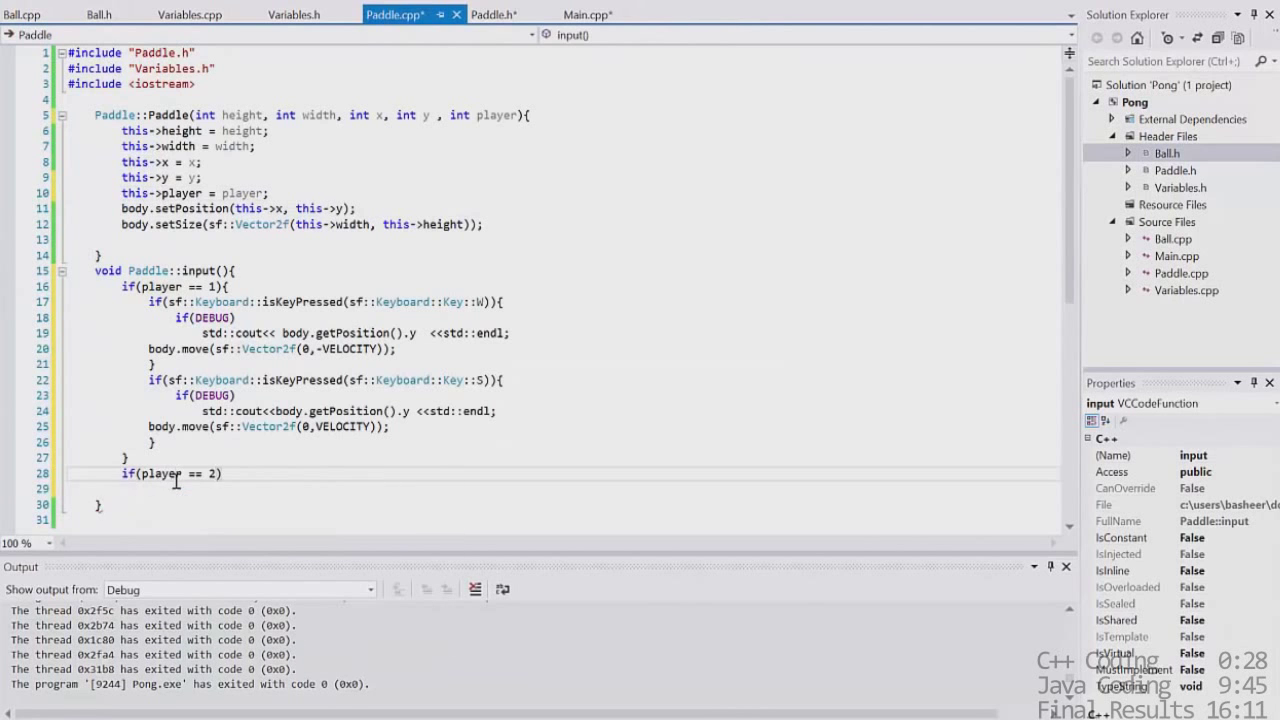 Ball.cpp Ball.h Variables.cpp Variables.h Paddle.cpp* Paddle.h* Main.cpp*
Paddle input()
1 #include "Paddle.h"
2 #include "Variables.h"
3 #include <iostream>
4
5 Paddle::Paddle(int height, int width, int x, int y , int player){
6 this->height = height;
7 this->width = width;
8 this->x = x;
9 this->y = y;
10 this->player = player;
11 body.setPosition(this->x, this->y);
12 body.setSize(sf::Vector2f(this->width, this->height));
13
14 }
15 void Paddle::input(){
16 if(player == 1){
17 if(sf::Keyboard::isKeyPressed(sf::Keyboard::Key::W)){
18 if(DEBUG)
19 std::cout<< body.getPosition().y  <<std::endl;
20 body.move(sf::Vector2f(0,-VELOCITY));
21 }
22 if(sf::Keyboard::isKeyPressed(sf::Keyboard::Key::S)){
23 if(DEBUG)
24 std::cout<<body.getPosition().y <<std::endl;
25 body.move(sf::Vector2f(0,VELOCITY));
26 }
27 }
28 if(player == 2)
29
30 }
31
100 %
Output
Show output from: Debug
The thread 0x2f5c has exited with code 0 (0x0).
The thread 0x2b74 has exited with code 0 (0x0).
The thread 0x1c80 has exited with code 0 (0x0).
The thread 0x2fa4 has exited with code 0 (0x0).
The thread 0x31b8 has exited with code 0 (0x0).
The program '[9244] Pong.exe' has exited with code 0 (0x0).
Solution Explorer
Search Solution Explorer (Ctrl+;)
Solution 'Pong' (1 project)
Pong
External Dependencies
Header Files
Ball.h
Paddle.h
Variables.h
Resource Files
Source Files
Ball.cpp
Main.cpp
Paddle.cpp
Variables.cpp
Properties
input VCCodeFunction
C++
(Name) input
Access public
CanOverride False
File c:\users\basheer\do
FullName Paddle::input
IsConstant False
IsInjected False
IsInline False
IsOverloaded False
IsSealed False
IsShared False
IsTemplate False
IsVirtual False
MustImplement False
TypeString void
C++
C++ Coding 0:28
Java Coding 9:45
Final Results 16:11